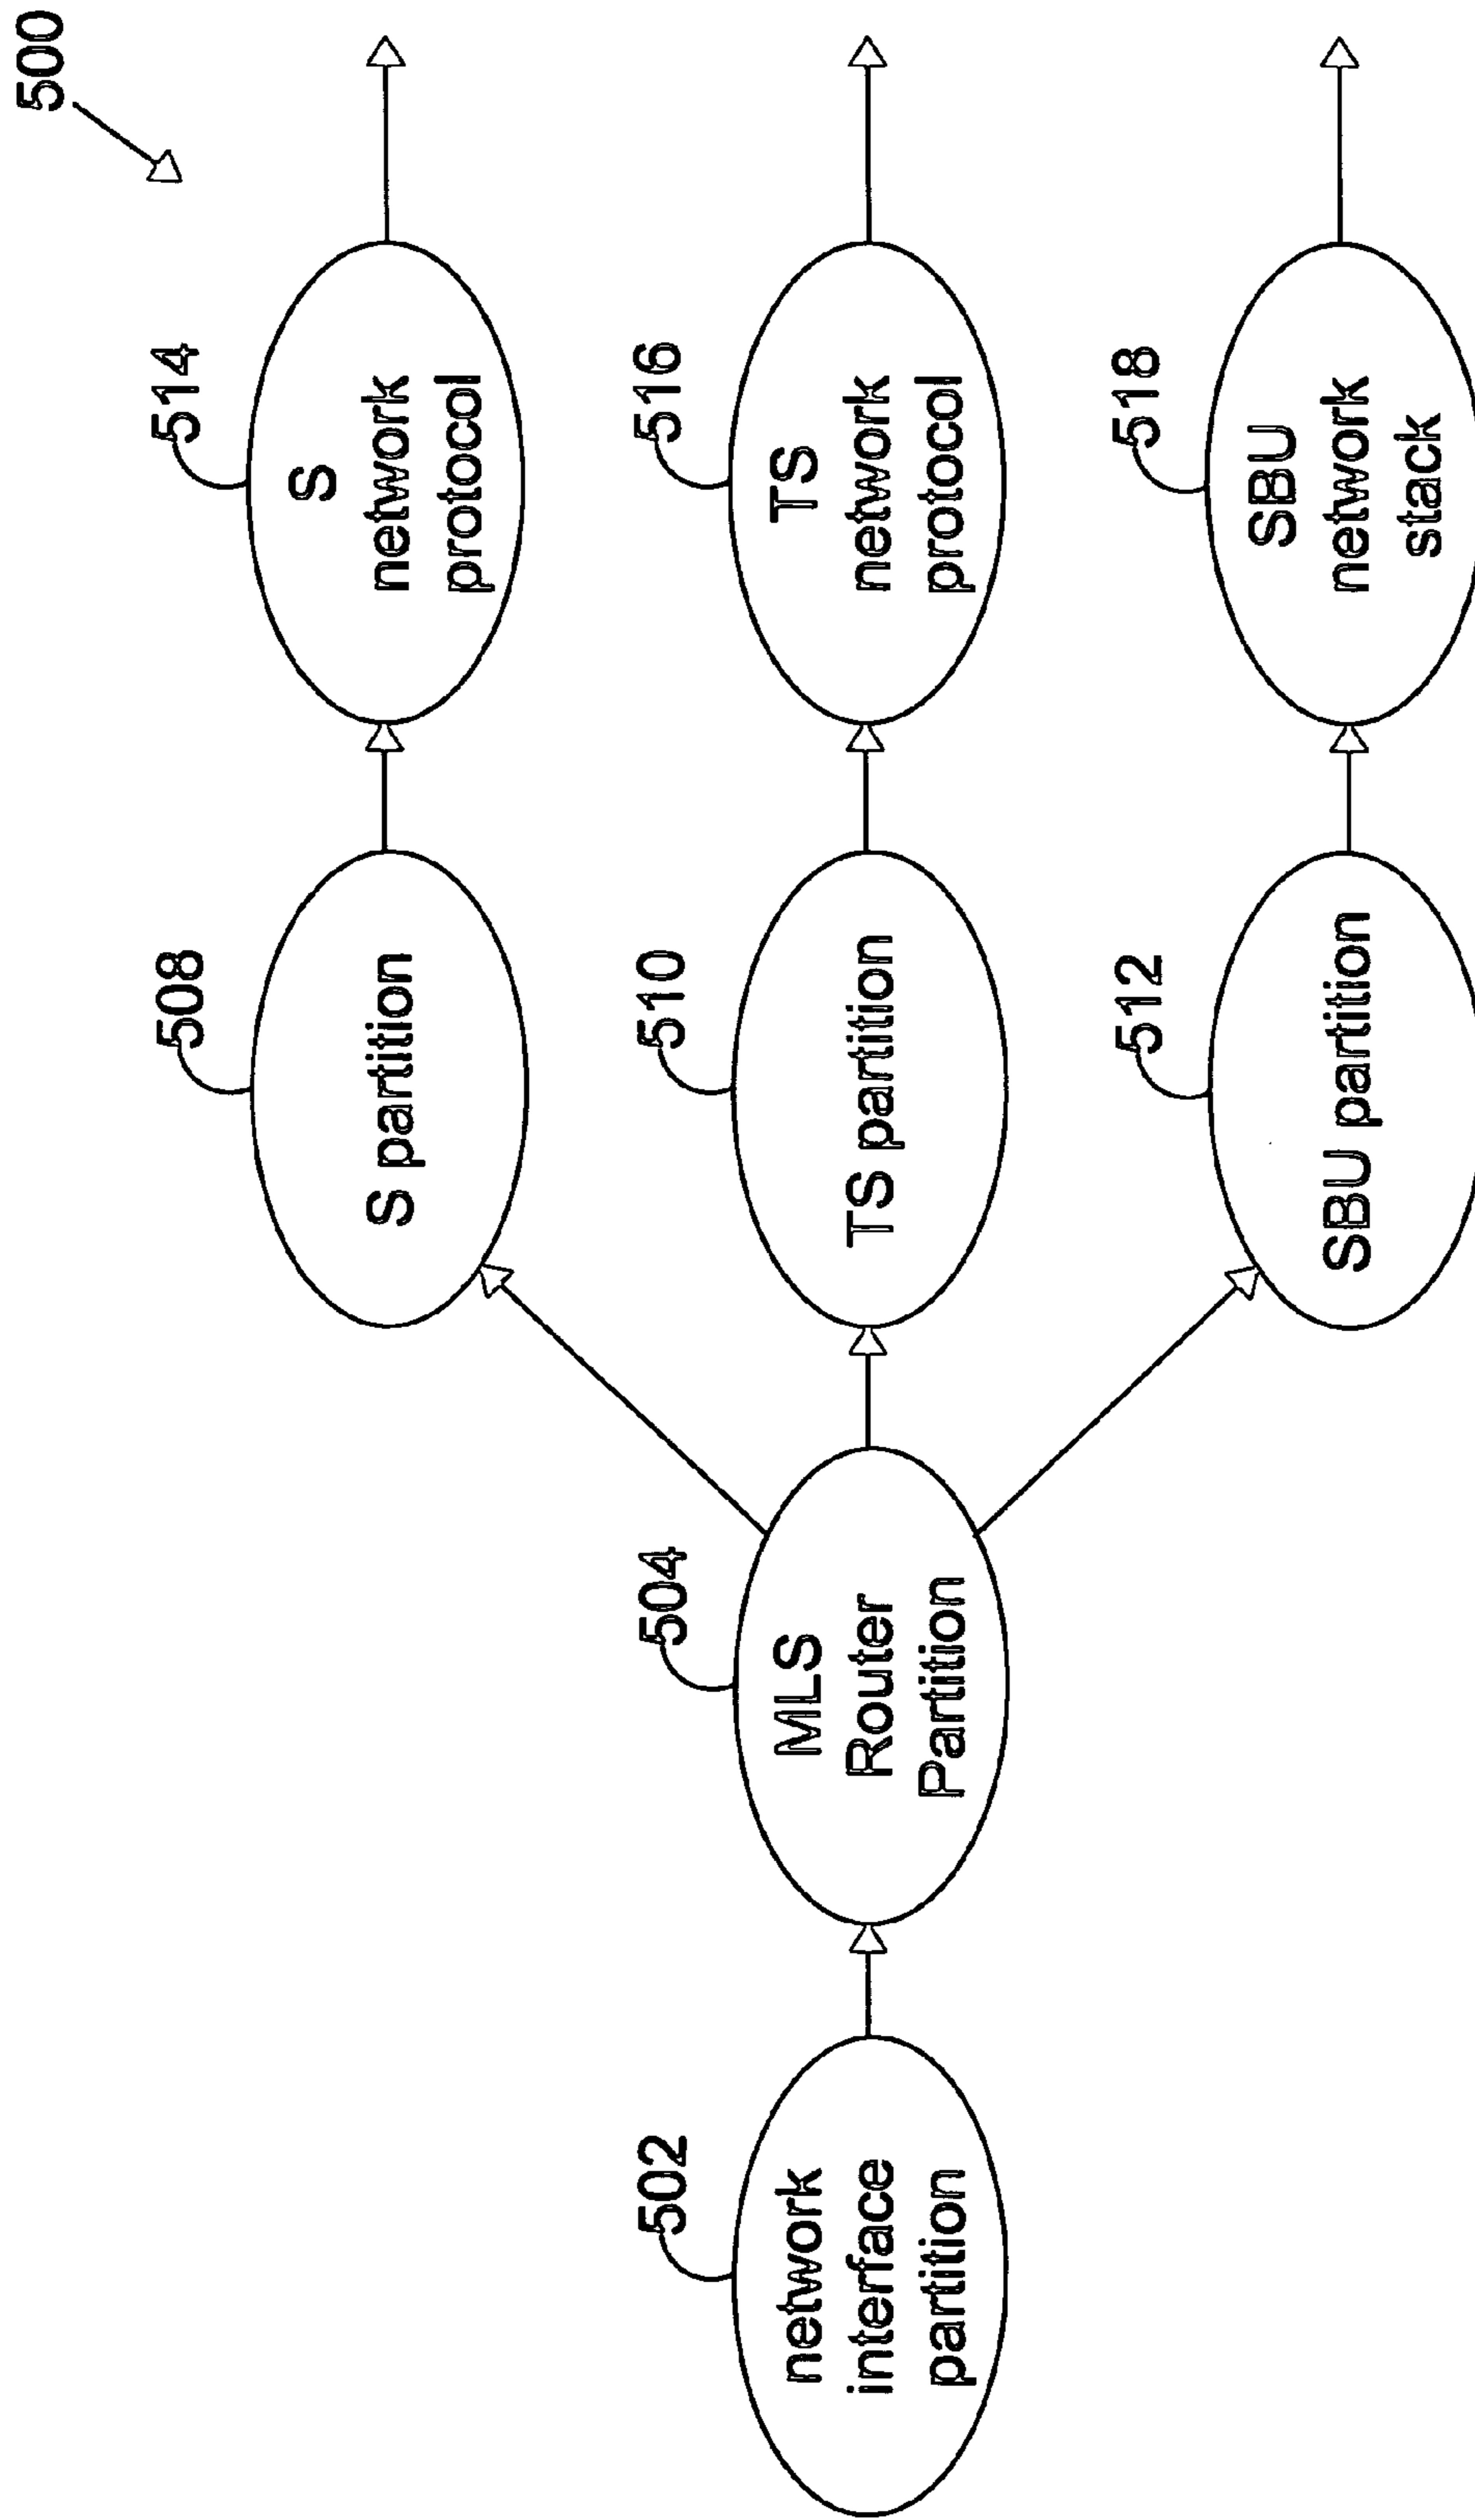 500
514
S
network
protocol
516
TS
network
protocol
518
SBU
network
stack
508
S partition
510
TS partition
512
SBU partition
504
MLS
Router
Partition
502
network
interface
partition